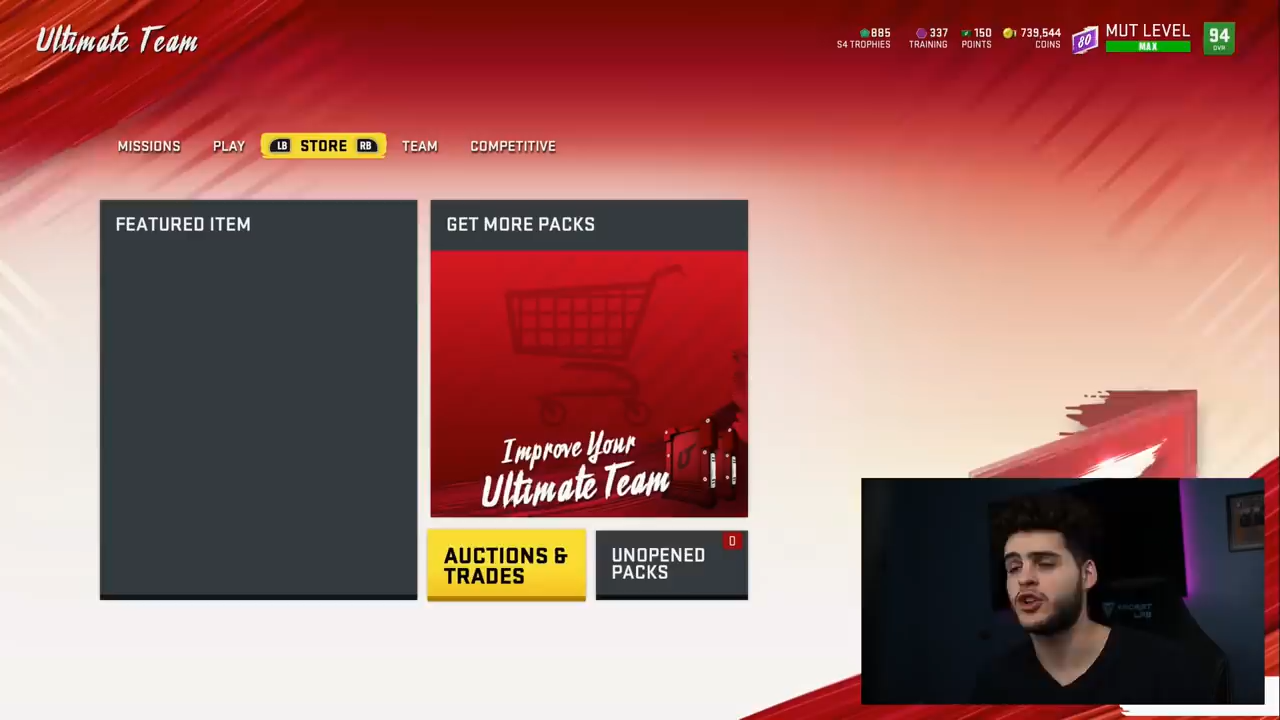 Ultimate Team
885
S4 TROPHIES
337
TRAINING
150
POINTS
739,544
COINS
80
MUT LEVEL
MAX
94
OVR
MISSIONS
PLAY
LB STORE RB
TEAM
COMPETITIVE
FEATURED ITEM
GET MORE PACKS
Improve Your
Ultimate Team
AUCTIONS &
TRADES
UNOPENED
PACKS
0